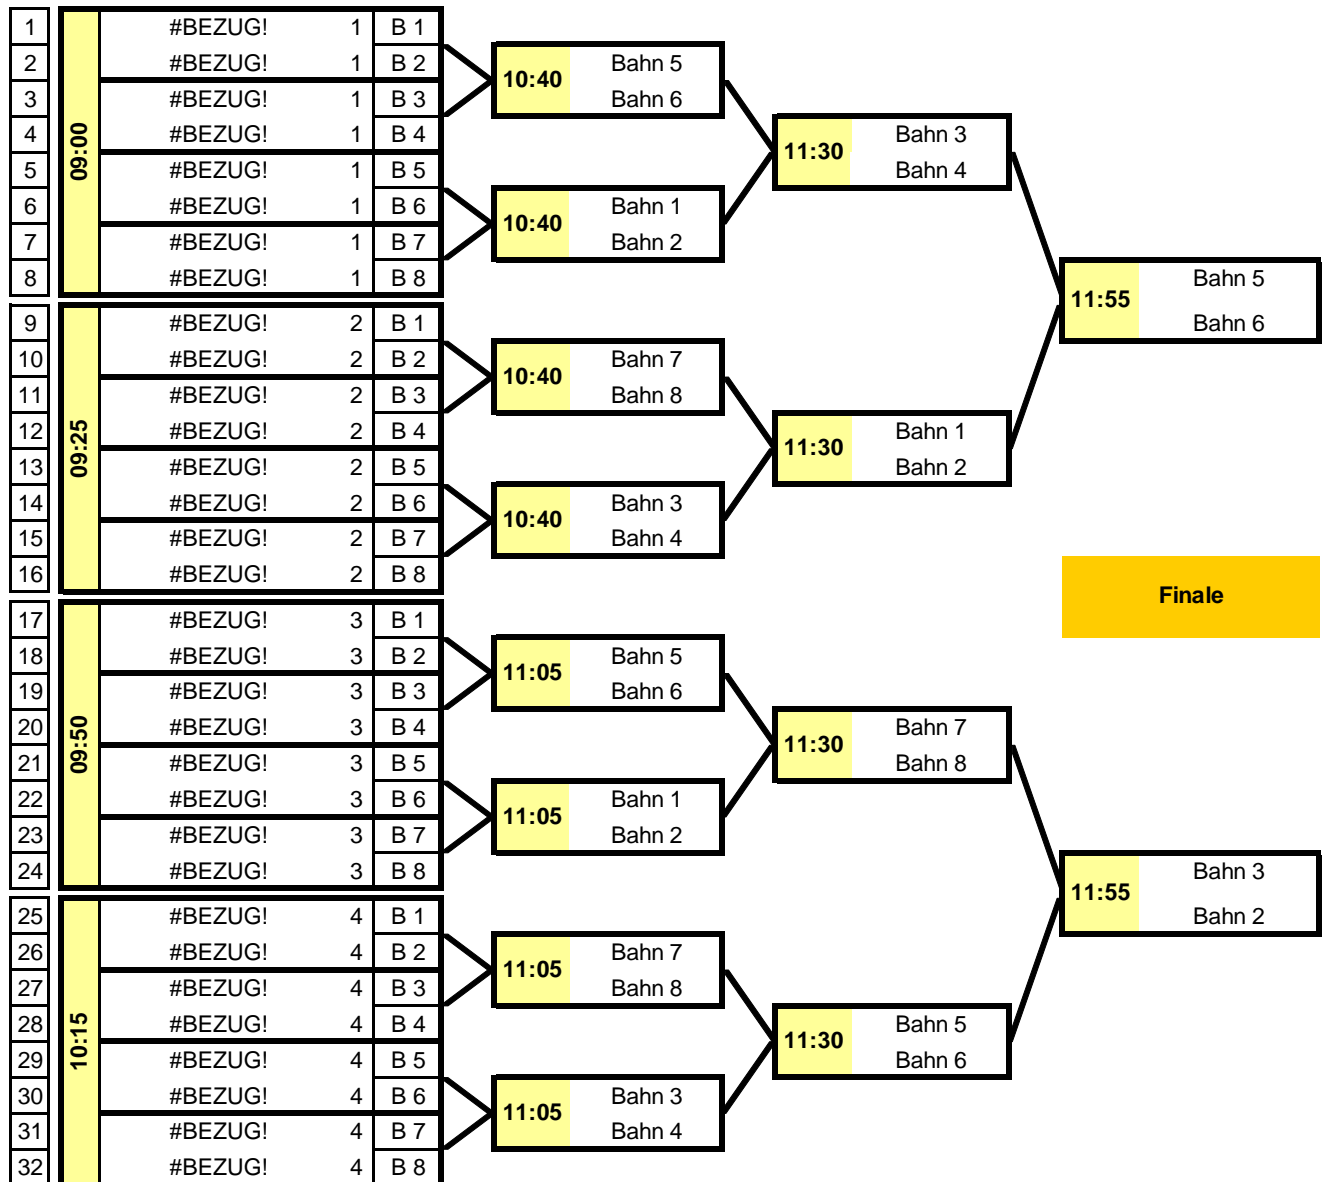 1 #BEZUG! 1 B 1
2 #BEZUG! 1 B 2
3 #BEZUG! 1 B 3
4 #BEZUG! 1 B 4
5 #BEZUG! 1 B 5
6 #BEZUG! 1 B 6
7 #BEZUG! 1 B 7
8 #BEZUG! 1 B 8
09:00
9 #BEZUG! 2 B 1
10 #BEZUG! 2 B 2
11 #BEZUG! 2 B 3
12 #BEZUG! 2 B 4
13 #BEZUG! 2 B 5
14 #BEZUG! 2 B 6
15 #BEZUG! 2 B 7
16 #BEZUG! 2 B 8
09:25
17 #BEZUG! 3 B 1
18 #BEZUG! 3 B 2
19 #BEZUG! 3 B 3
20 #BEZUG! 3 B 4
21 #BEZUG! 3 B 5
22 #BEZUG! 3 B 6
23 #BEZUG! 3 B 7
24 #BEZUG! 3 B 8
09:50
25 #BEZUG! 4 B 1
26 #BEZUG! 4 B 2
27 #BEZUG! 4 B 3
28 #BEZUG! 4 B 4
29 #BEZUG! 4 B 5
30 #BEZUG! 4 B 6
31 #BEZUG! 4 B 7
32 #BEZUG! 4 B 8
10:15
10:40
Bahn 5
Bahn 6
10:40
Bahn 1
Bahn 2
10:40
Bahn 7
Bahn 8
10:40
Bahn 3
Bahn 4
11:05
Bahn 5
Bahn 6
11:05
Bahn 1
Bahn 2
11:05
Bahn 7
Bahn 8
11:05
Bahn 3
Bahn 4
11:30
Bahn 3
Bahn 4
11:30
Bahn 1
Bahn 2
11:30
Bahn 7
Bahn 8
11:30
Bahn 5
Bahn 6
11:55
Bahn 5
Bahn 6
Finale
11:55
Bahn 3
Bahn 2